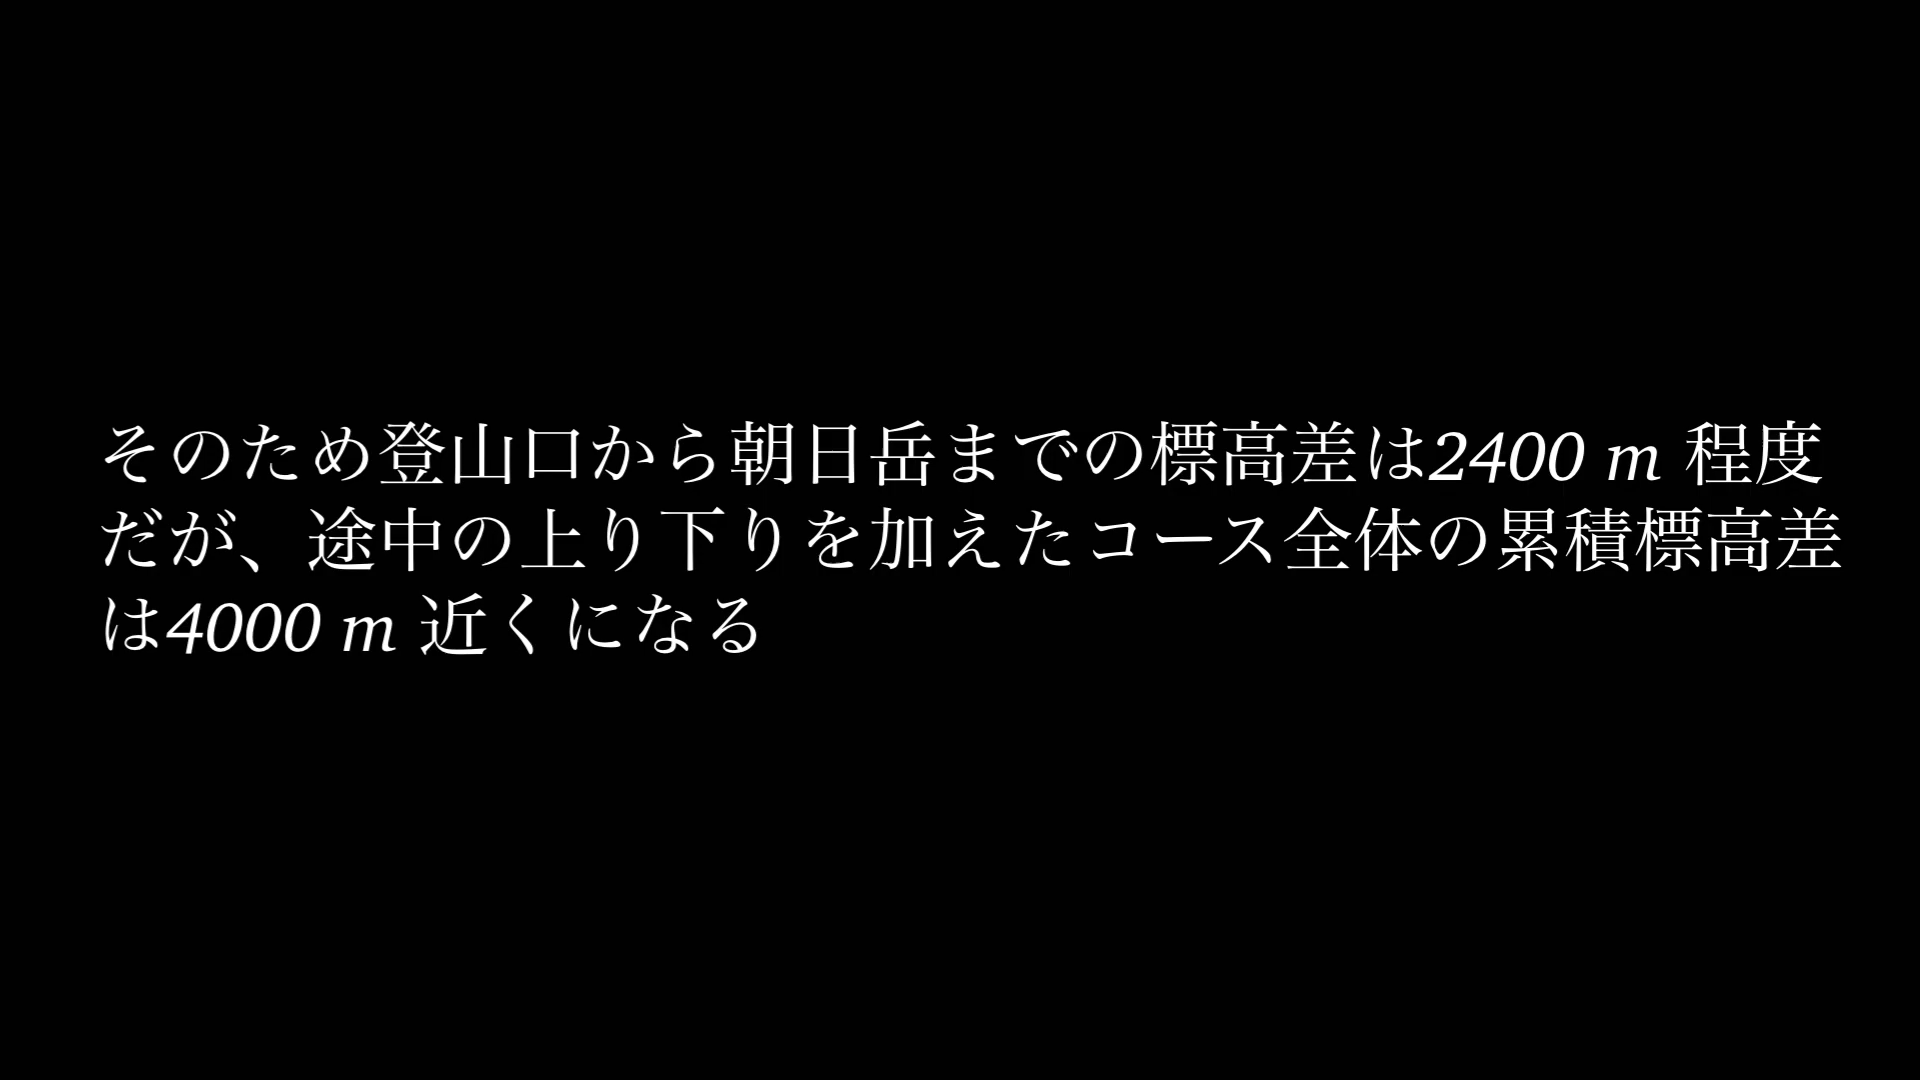 そのため登山口から朝日岳までの標高差は2400 m 程度
だが、途中の上り下りを加えたコース全体の累積標高差
は4000 m 近くになる